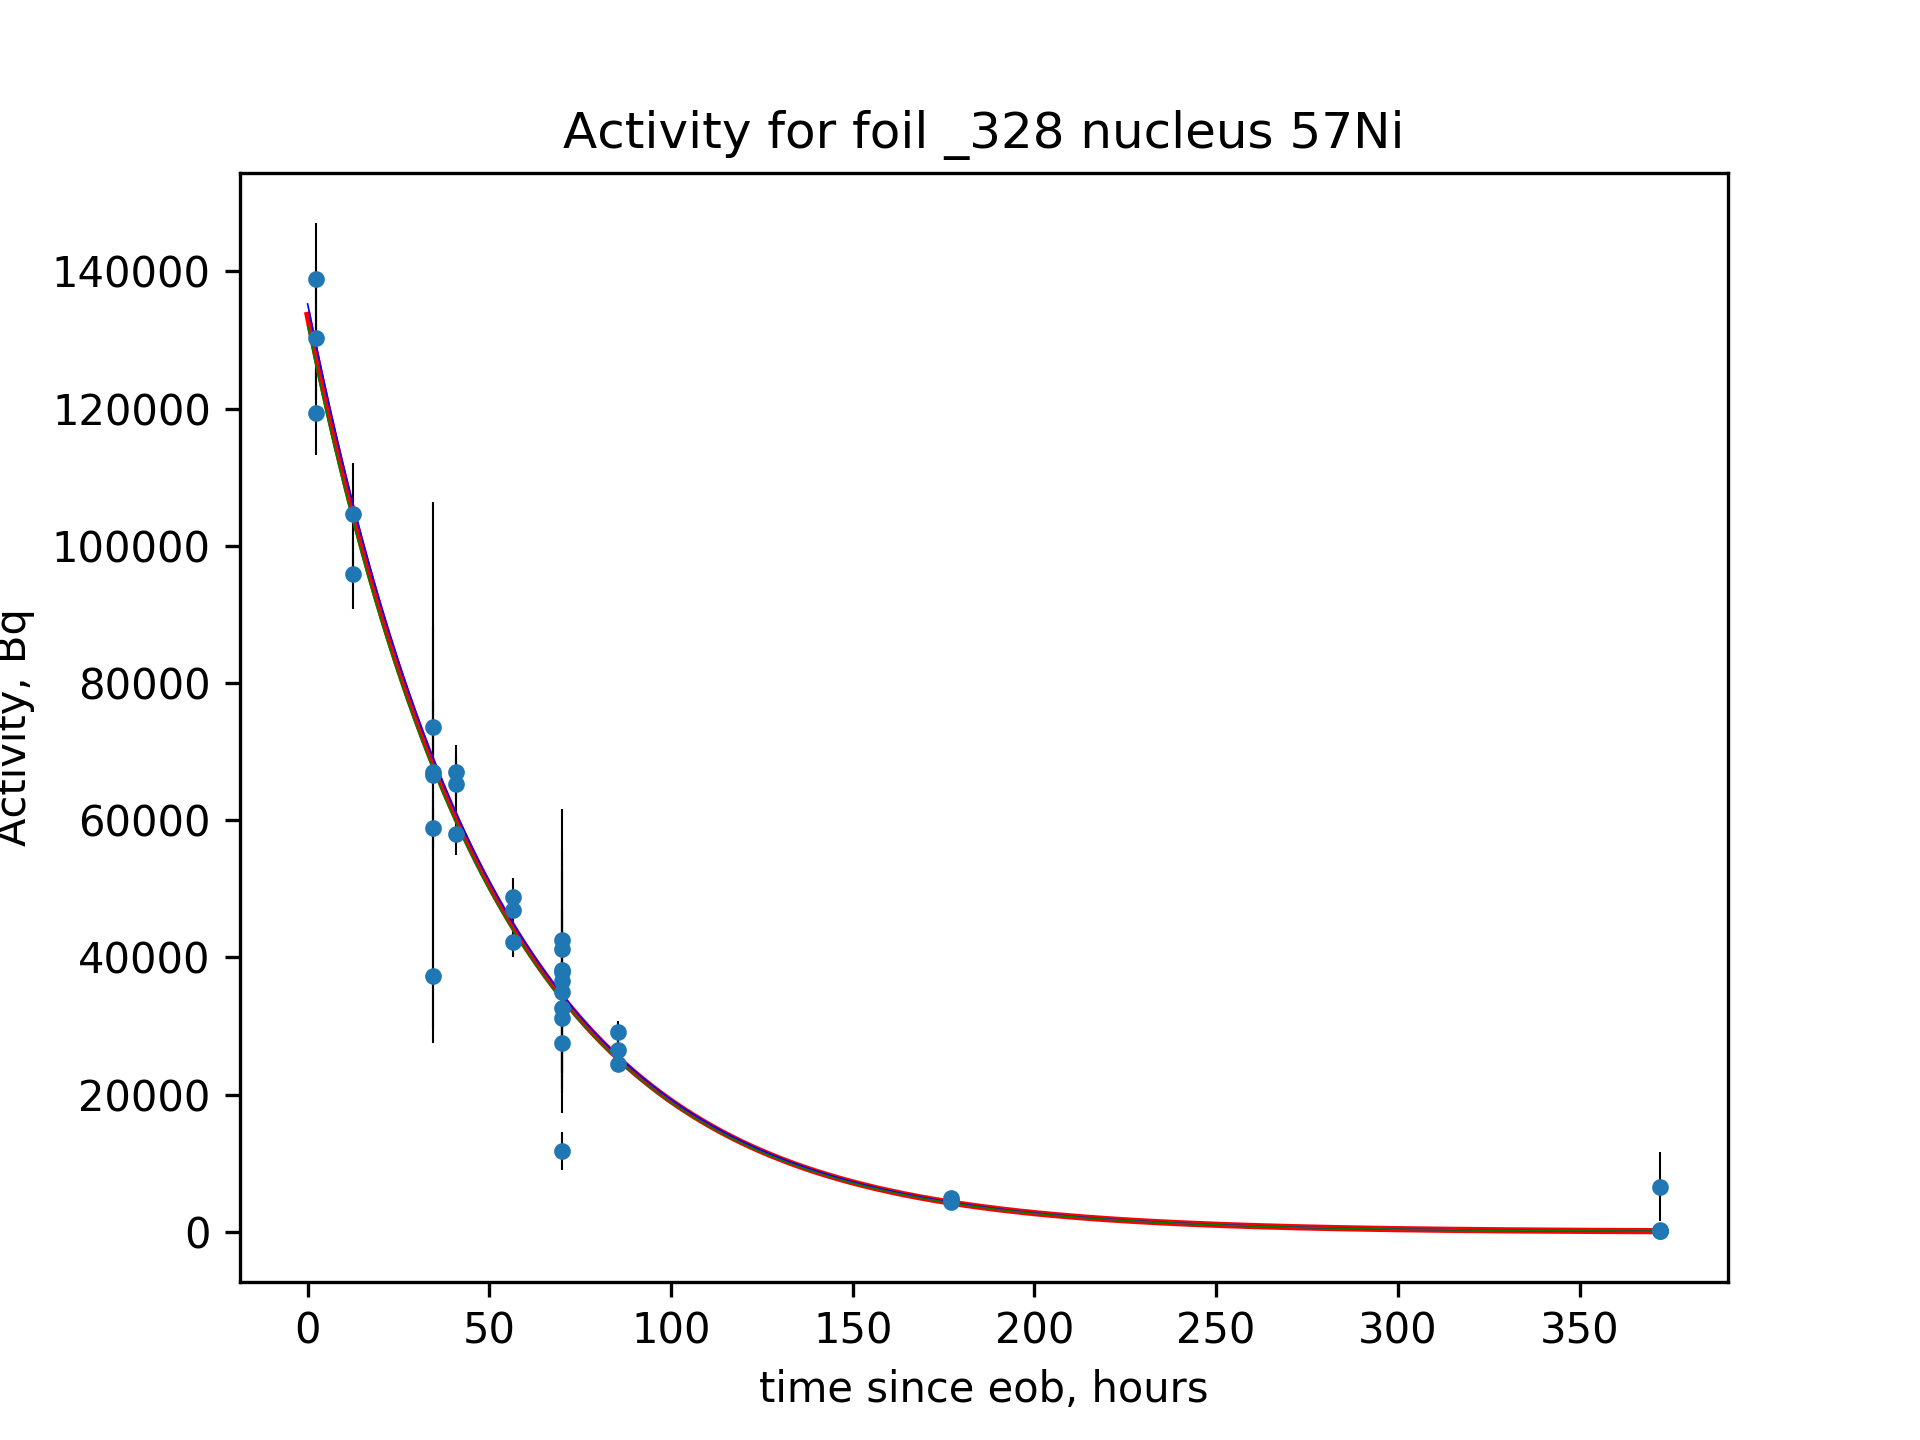 Activity for foil _328 nucleus 57Ni
Activity, Bq
140000
120000
100000
80000
60000
40000
20000
0
0 50 100 150 200 250 300 350
time since eob, hours